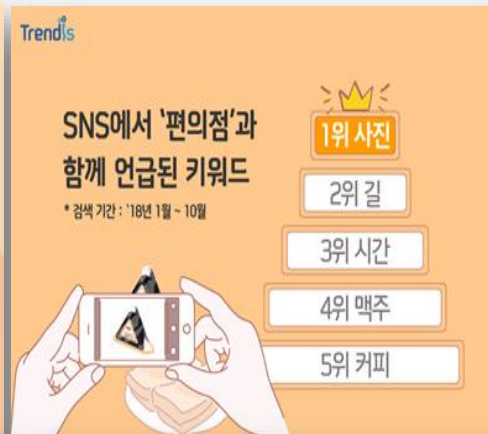 Trendis
SNS에서 '편의점'과
함께 언급된 키워드
* 검색 기간 : '18년 1월 ~ 10월
1위 사진
2위 길
3위 시간
4위 맥주
5위 커피